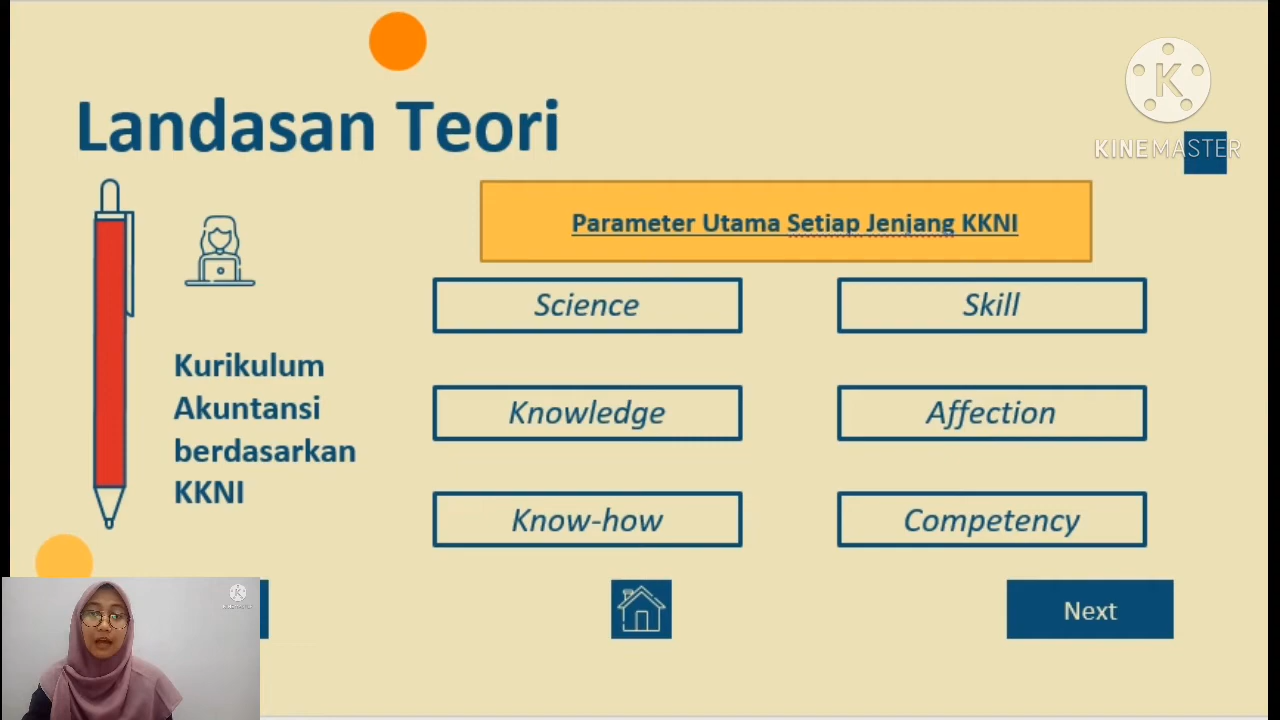 Landasan Teori
K
KINEMASTER
Parameter Utama Setiap Jenjang KKNI
Science
Skill
Kurikulum
Akuntansi
berdasarkan
KKNI
Knowledge
Affection
Know-how
Competency
Next
K